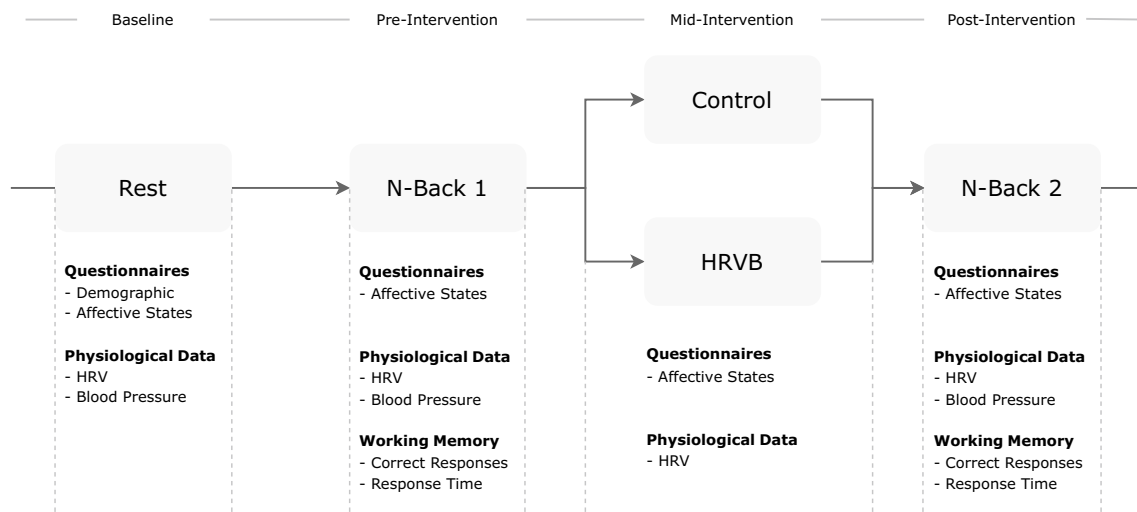 Baseline
Pre-Intervention
Mid-Intervention
Post-Intervention
Rest
Questionnaires
- Demographic
- Affective States
Physiological Data
- HRV
- Blood Pressure
N-Back 1
Questionnaires
- Affective States
Physiological Data
- HRV
- Blood Pressure
Working Memory
- Correct Responses
- Response Time
Control
HRVB
Questionnaires
- Affective States
Physiological Data
- HRV
N-Back 2
Questionnaires
- Affective States
Physiological Data
- HRV
- Blood Pressure
Working Memory
- Correct Responses
- Response Time